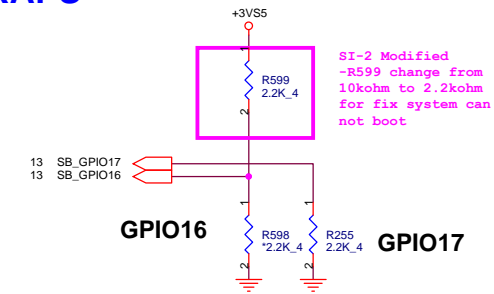 +3VS5
1
R599
2.2K_4
2
SI-2 Modified
-R599 change from
10kohm to 2.2kohm
for fix system can
not boot
13 SB_GPIO17
13 SB_GPIO16
1
1
GPIO16
R598
*2.2K_4
R255
2.2K_4
GPIO17
2
2